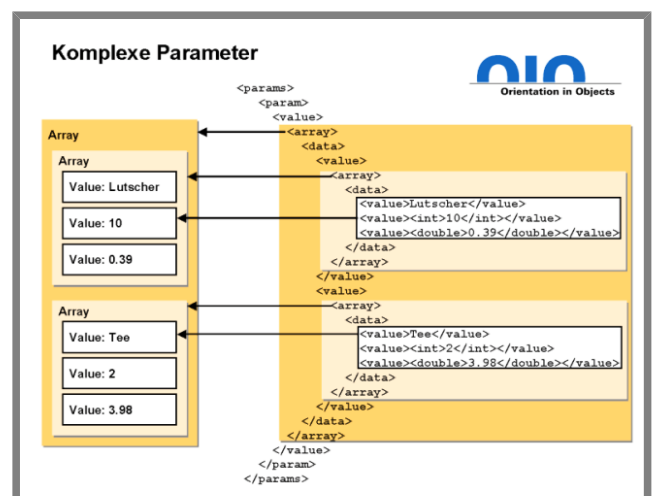 Komplexe Parameter
OIO
Orientation in Objects
Array
Array
Value: Lutscher
Value: 10
Value: 0.39
Array
Value: Tee
Value: 2
Value: 3.98
<params>
<param>
<value>
<array>
<data>
<value>
<array>
<data>
<value>Lutscher</value>
<value><int>10</int></value>
<value><double>0.39</double></value>
</data>
</array>
</value>
<value>
<array>
<data>
<value>Tee</value>
<value><int>2</int></value>
<value><double>3.98</double></value>
</data>
</array>
</value>
</data>
</array>
</value>
</param>
</params>